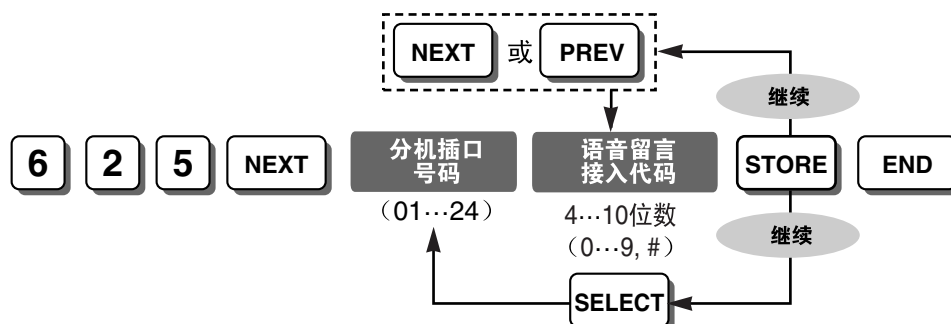 NEXT 或 PREV
继续
6 2 5 NEXT 分机插口 语音留言 STORE END
号码 接入代码
（01…24） 4…10位数
（0…9, #） 继续
SELECT